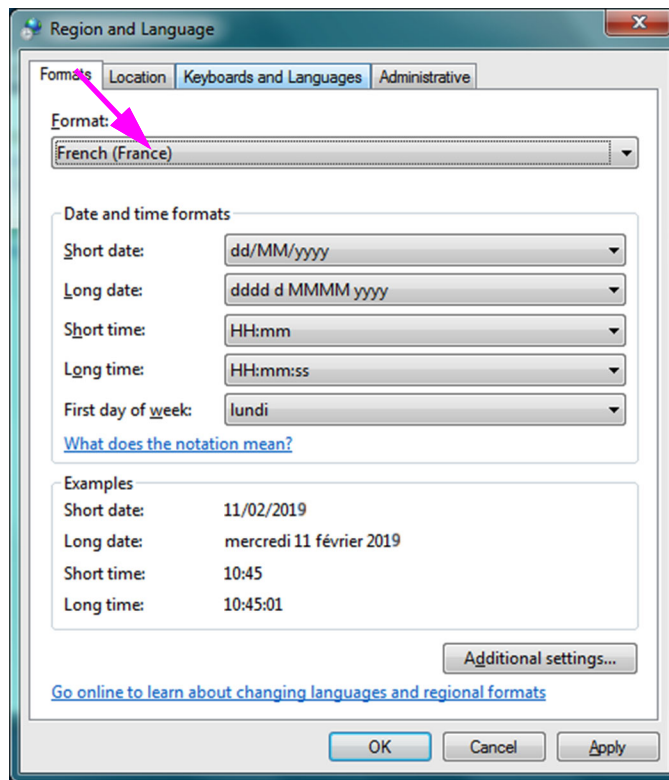 Region and Language
Formats Location Keyboards and Languages Administrative
Format:
French (France)
Date and time formats
Short date: dd/MM/yyyy
Long date: dddd d MMMM yyyy
Short time: HH:mm
Long time: HH:mm:ss
First day of week: lundi
What does the notation mean?
Examples
Short date: 11/02/2019
Long date: mercredi 11 février 2019
Short time: 10:45
Long time: 10:45:01
Additional settings...
Go online to learn about changing languages and regional formats
OK Cancel Apply